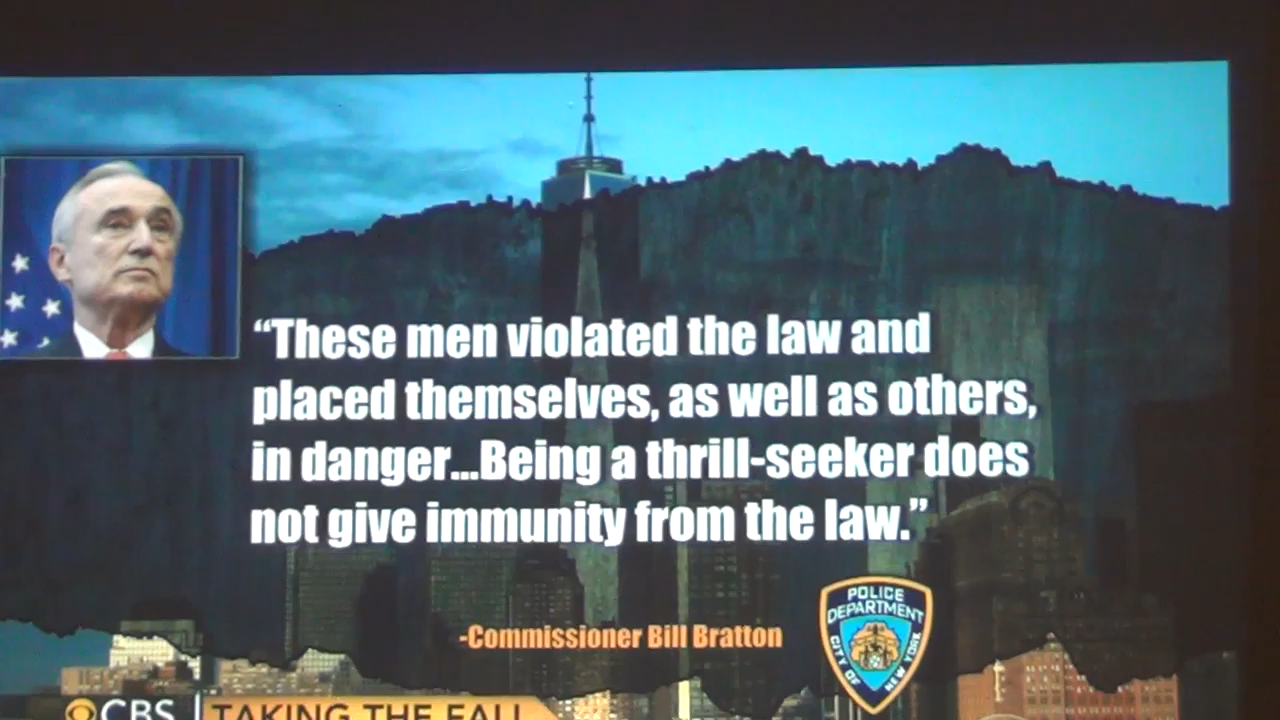 “These men violated the law and
placed themselves, as well as others,
in danger...Being a thrill-seeker does
not give immunity from the law.”
-Commissioner Bill Bratton
POLICE
DEPARTMENT
CITY OF
NEW YORK
CBS
TAKING THE FALL